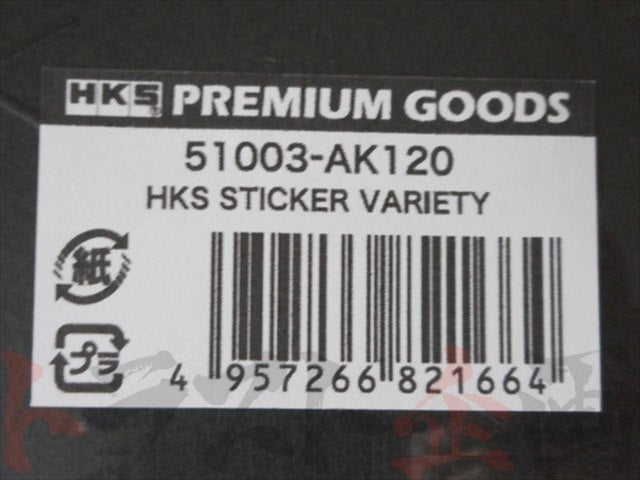 HKS PREMIUM GOODS
51003-AK120
HKS STICKER VARIETY
紙
プラ
4 957266 821664